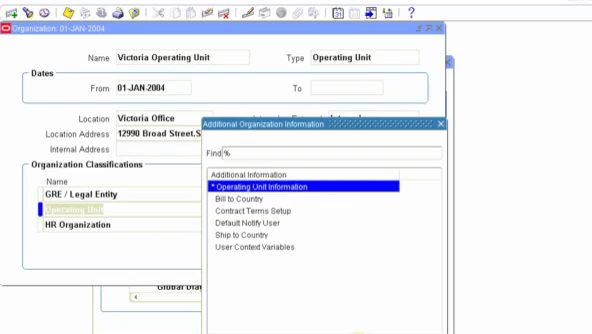 Organization: 01-JAN-2004
Name Victoria Operating Unit Type Operating Unit
Dates
From 01-JAN-2004 To
Location Victoria Office
Location Address 12990 Broad Street.S
Internal Address
Organization Classifications
Name
GRE / Legal Entity
Operating Unit
HR Organization
Additional Organization Information
Find %
Additional Information
* Operating Unit Information
Bill to Country
Contract Terms Setup
Default Notify User
Ship to Country
User Context Variables